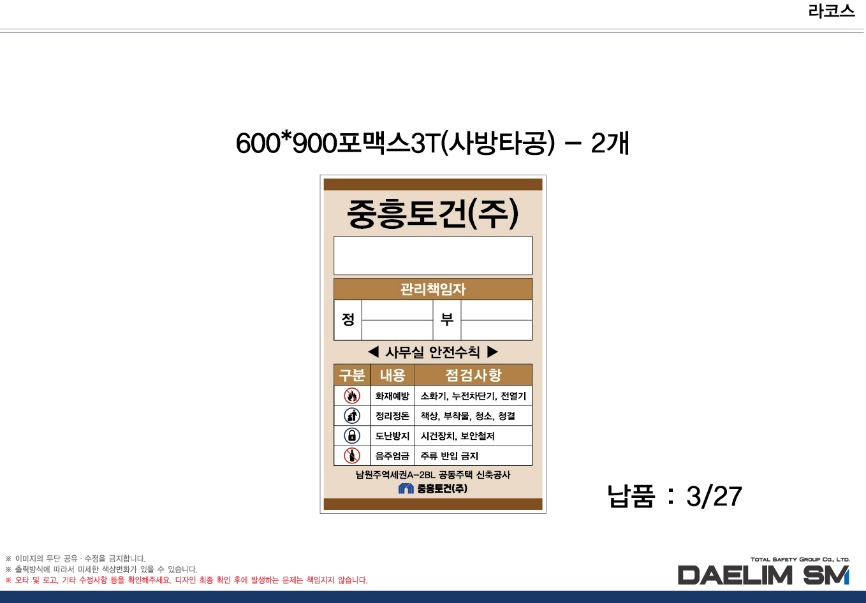 라코스
600*900포맥스3T(사방타공) - 2개
중흥토건(주)
관리책임자
정 부
◀ 사무실 안전수칙 ▶
구분 내용 점검사항
화재예방 소화기, 누전차단기, 전열기
정리정돈 책상, 부착물, 청소, 청결
도난방지 시건장치, 보안철저
음주엄금 주류 반입 금지
남원주역세권A-2BL 공동주택 신축공사
중흥토건(주)
납품 : 3/27
※ 이미지의 무단 공유·수정을 금지합니다.
※ 출력방식에 따라서 미세한 색상변화가 있을 수 있습니다.
※ 오타 및 로고, 기타 수정사항 등을 확인해주세요. 디자인 최종 확인 후에 발생하는 문제는 책임지지 않습니다.
TOTAL SAFETY GROUP CO., LTD.
DAELIM SM